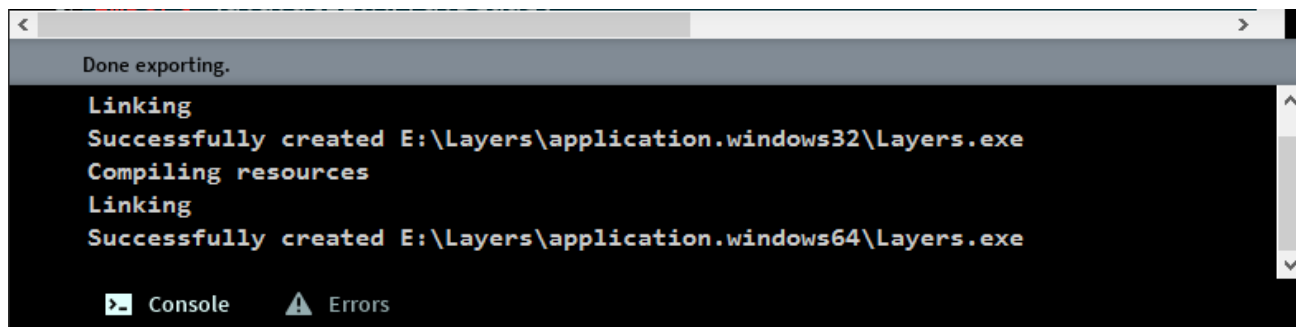 Done exporting.
Linking
Successfully created E:\Layers\application.windows32\Layers.exe
Compiling resources
Linking
Successfully created E:\Layers\application.windows64\Layers.exe
Console
Errors